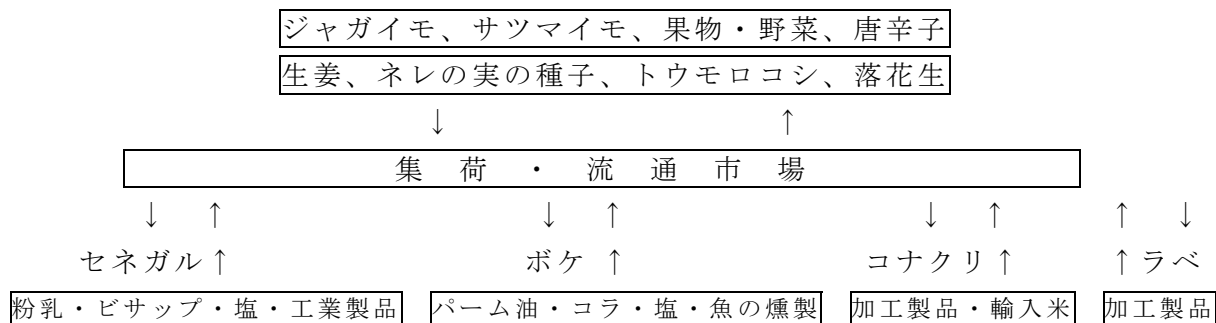 ジャガイモ、サツマイモ、果物・野菜、唐辛子
生姜、ネレの実の種子、トウモロコシ、落花生
↓ ↑
集荷・流通市場
↓ ↑ ↓ ↑ ↓ ↑ ↑ ↓
セネガル↑ ボケ ↑ コナクリ↑ ↑ラベ
粉乳・ビサップ・塩・工業製品 パーム油・コラ・塩・魚の燻製 加工製品・輸入米 加工製品